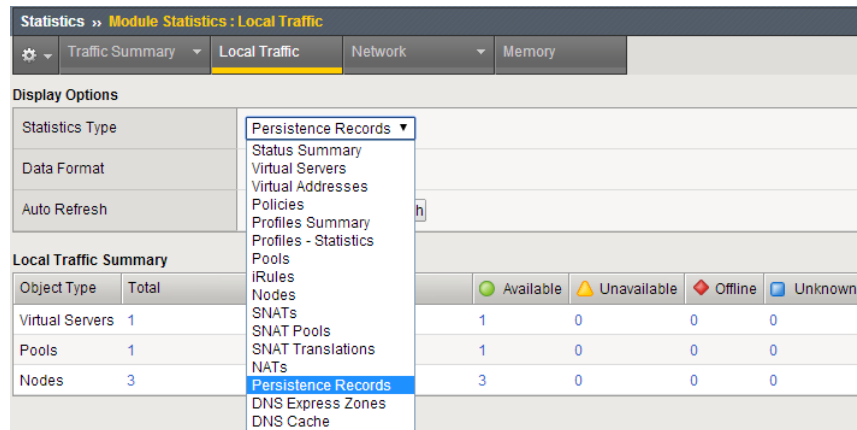 Statistics ›› Module Statistics : Local Traffic
Traffic Summary Local Traffic Network Memory
Display Options
Statistics Type Persistence Records
Status Summary
Virtual Servers
Data Format
Virtual Addresses
Policies
Auto Refresh h
Profiles Summary
Profiles - Statistics
Local Traffic Summary
Pools
iRules
Object Type Total Available Unavailable Offline Unknown
Nodes
SNATs
Virtual Servers 1 1 0 0 0
SNAT Pools
SNAT Translations
Pools 1 1 0 0 0
NATs
Persistence Records
Nodes 3 3 0 0 0
DNS Express Zones
DNS Cache